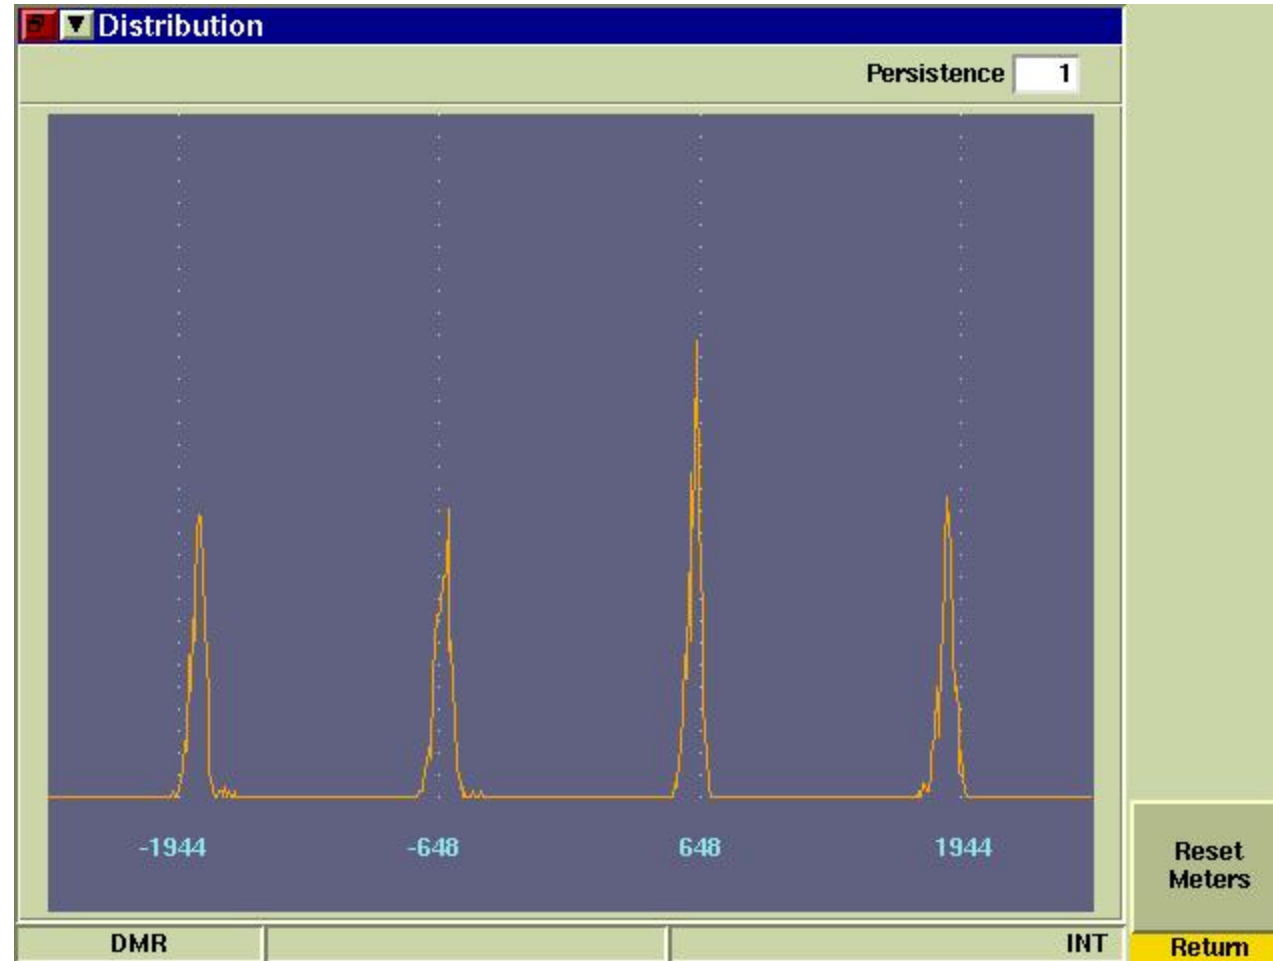 Distribution
Persistence 1
-1944 -648 648 1944
Reset
Meters
DMR INT
Return